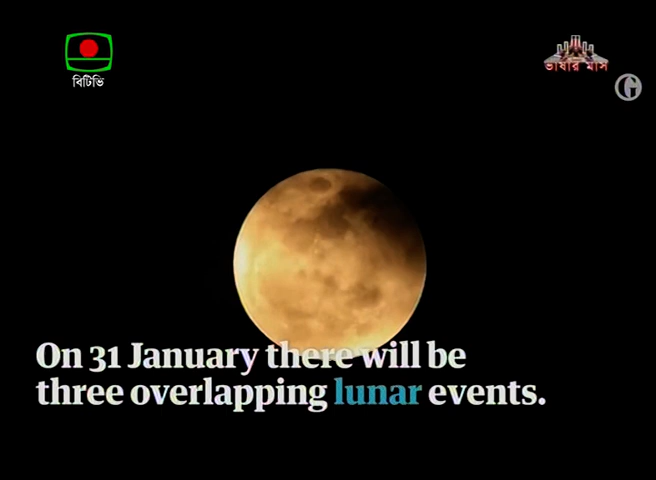 বিটিভি
ভাষার মাস
G
On 31 January there will be
three overlapping lunar events.